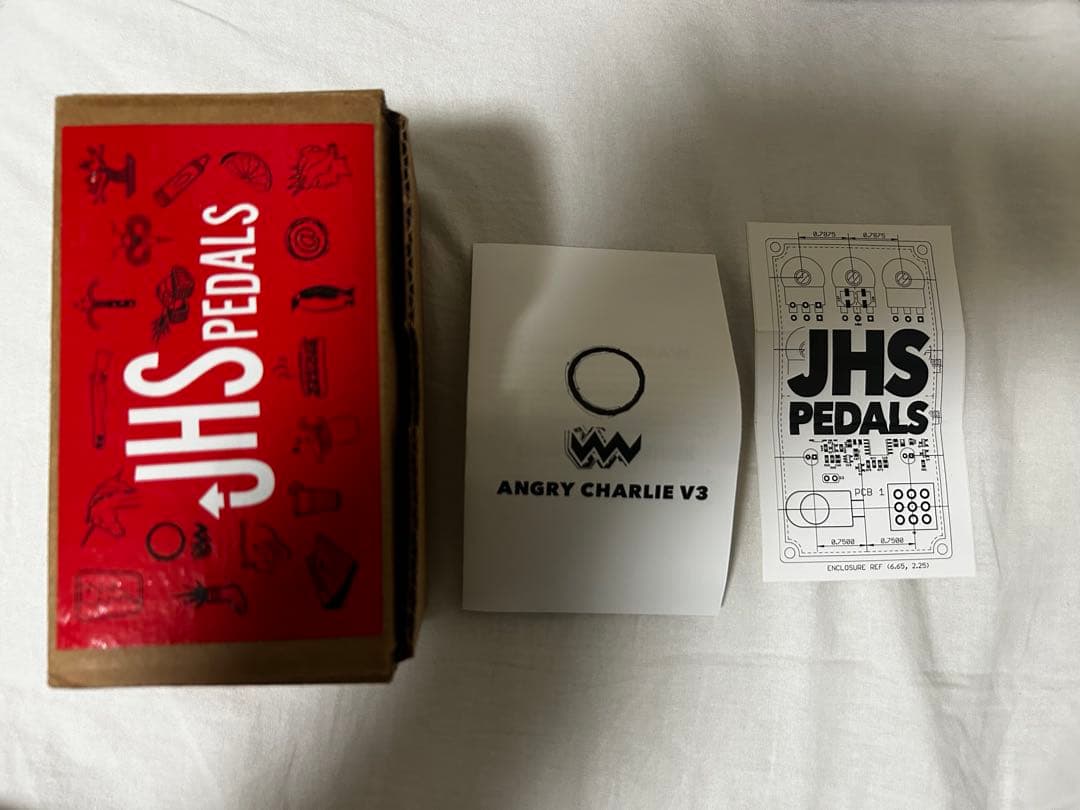 JHS PEDALS
ANGRY CHARLIE V3
0.7875 0.7875
JHS
PEDALS
PCB 1
0.7500 0.7500
ENCLOSURE REF (6.65, 2.25)